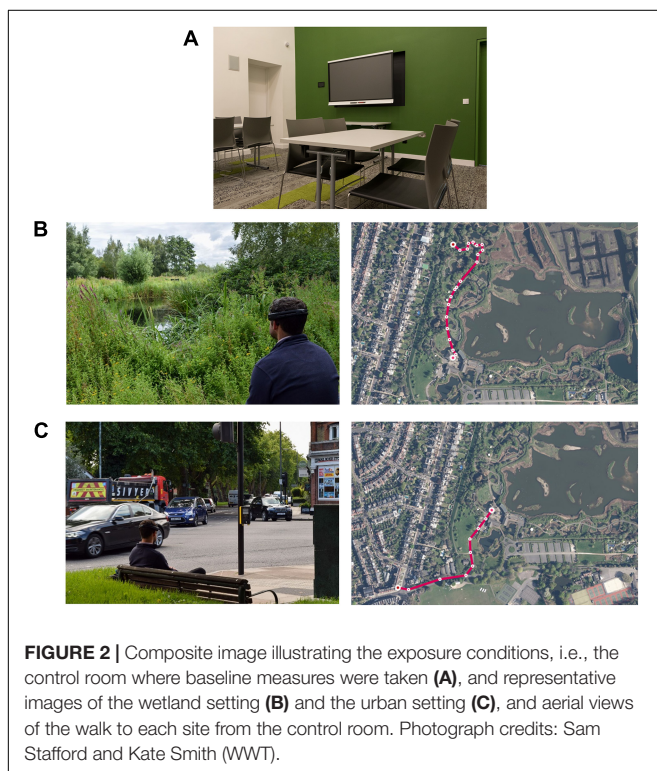 A
B
C
SIVYER
FIGURE 2 | Composite image illustrating the exposure conditions, i.e., the
control room where baseline measures were taken (A), and representative
images of the wetland setting (B) and the urban setting (C), and aerial views
of the walk to each site from the control room. Photograph credits: Sam
Stafford and Kate Smith (WWT).